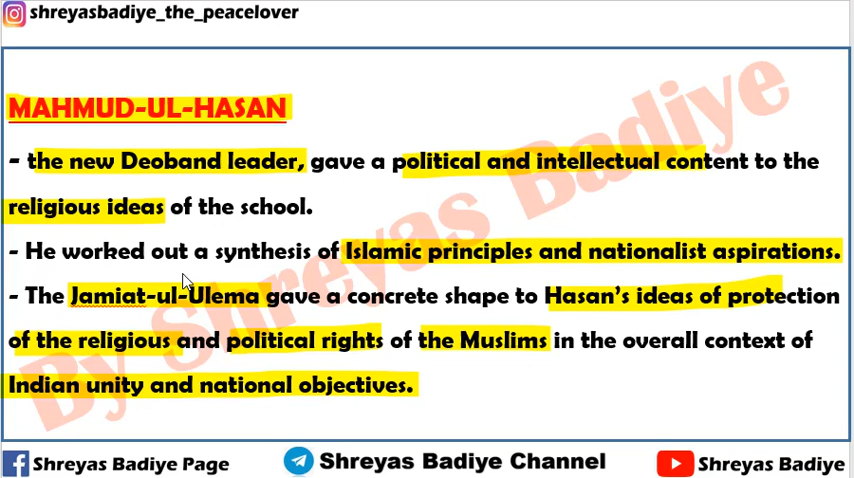 shreyasbadiye_the_peacelover
MAHMUD-UL-HASAN
- the new Deoband leader, gave a political and intellectual content to the
religious ideas of the school.
- He worked out a synthesis of Islamic principles and nationalist aspirations.
- The Jamiat-ul-Ulema gave a concrete shape to Hasan's ideas of protection
of the religious and political rights of the Muslims in the overall context of
Indian unity and national objectives.
By Shreyas Badiye
Shreyas Badiye Page
Shreyas Badiye Channel
Shreyas Badiye